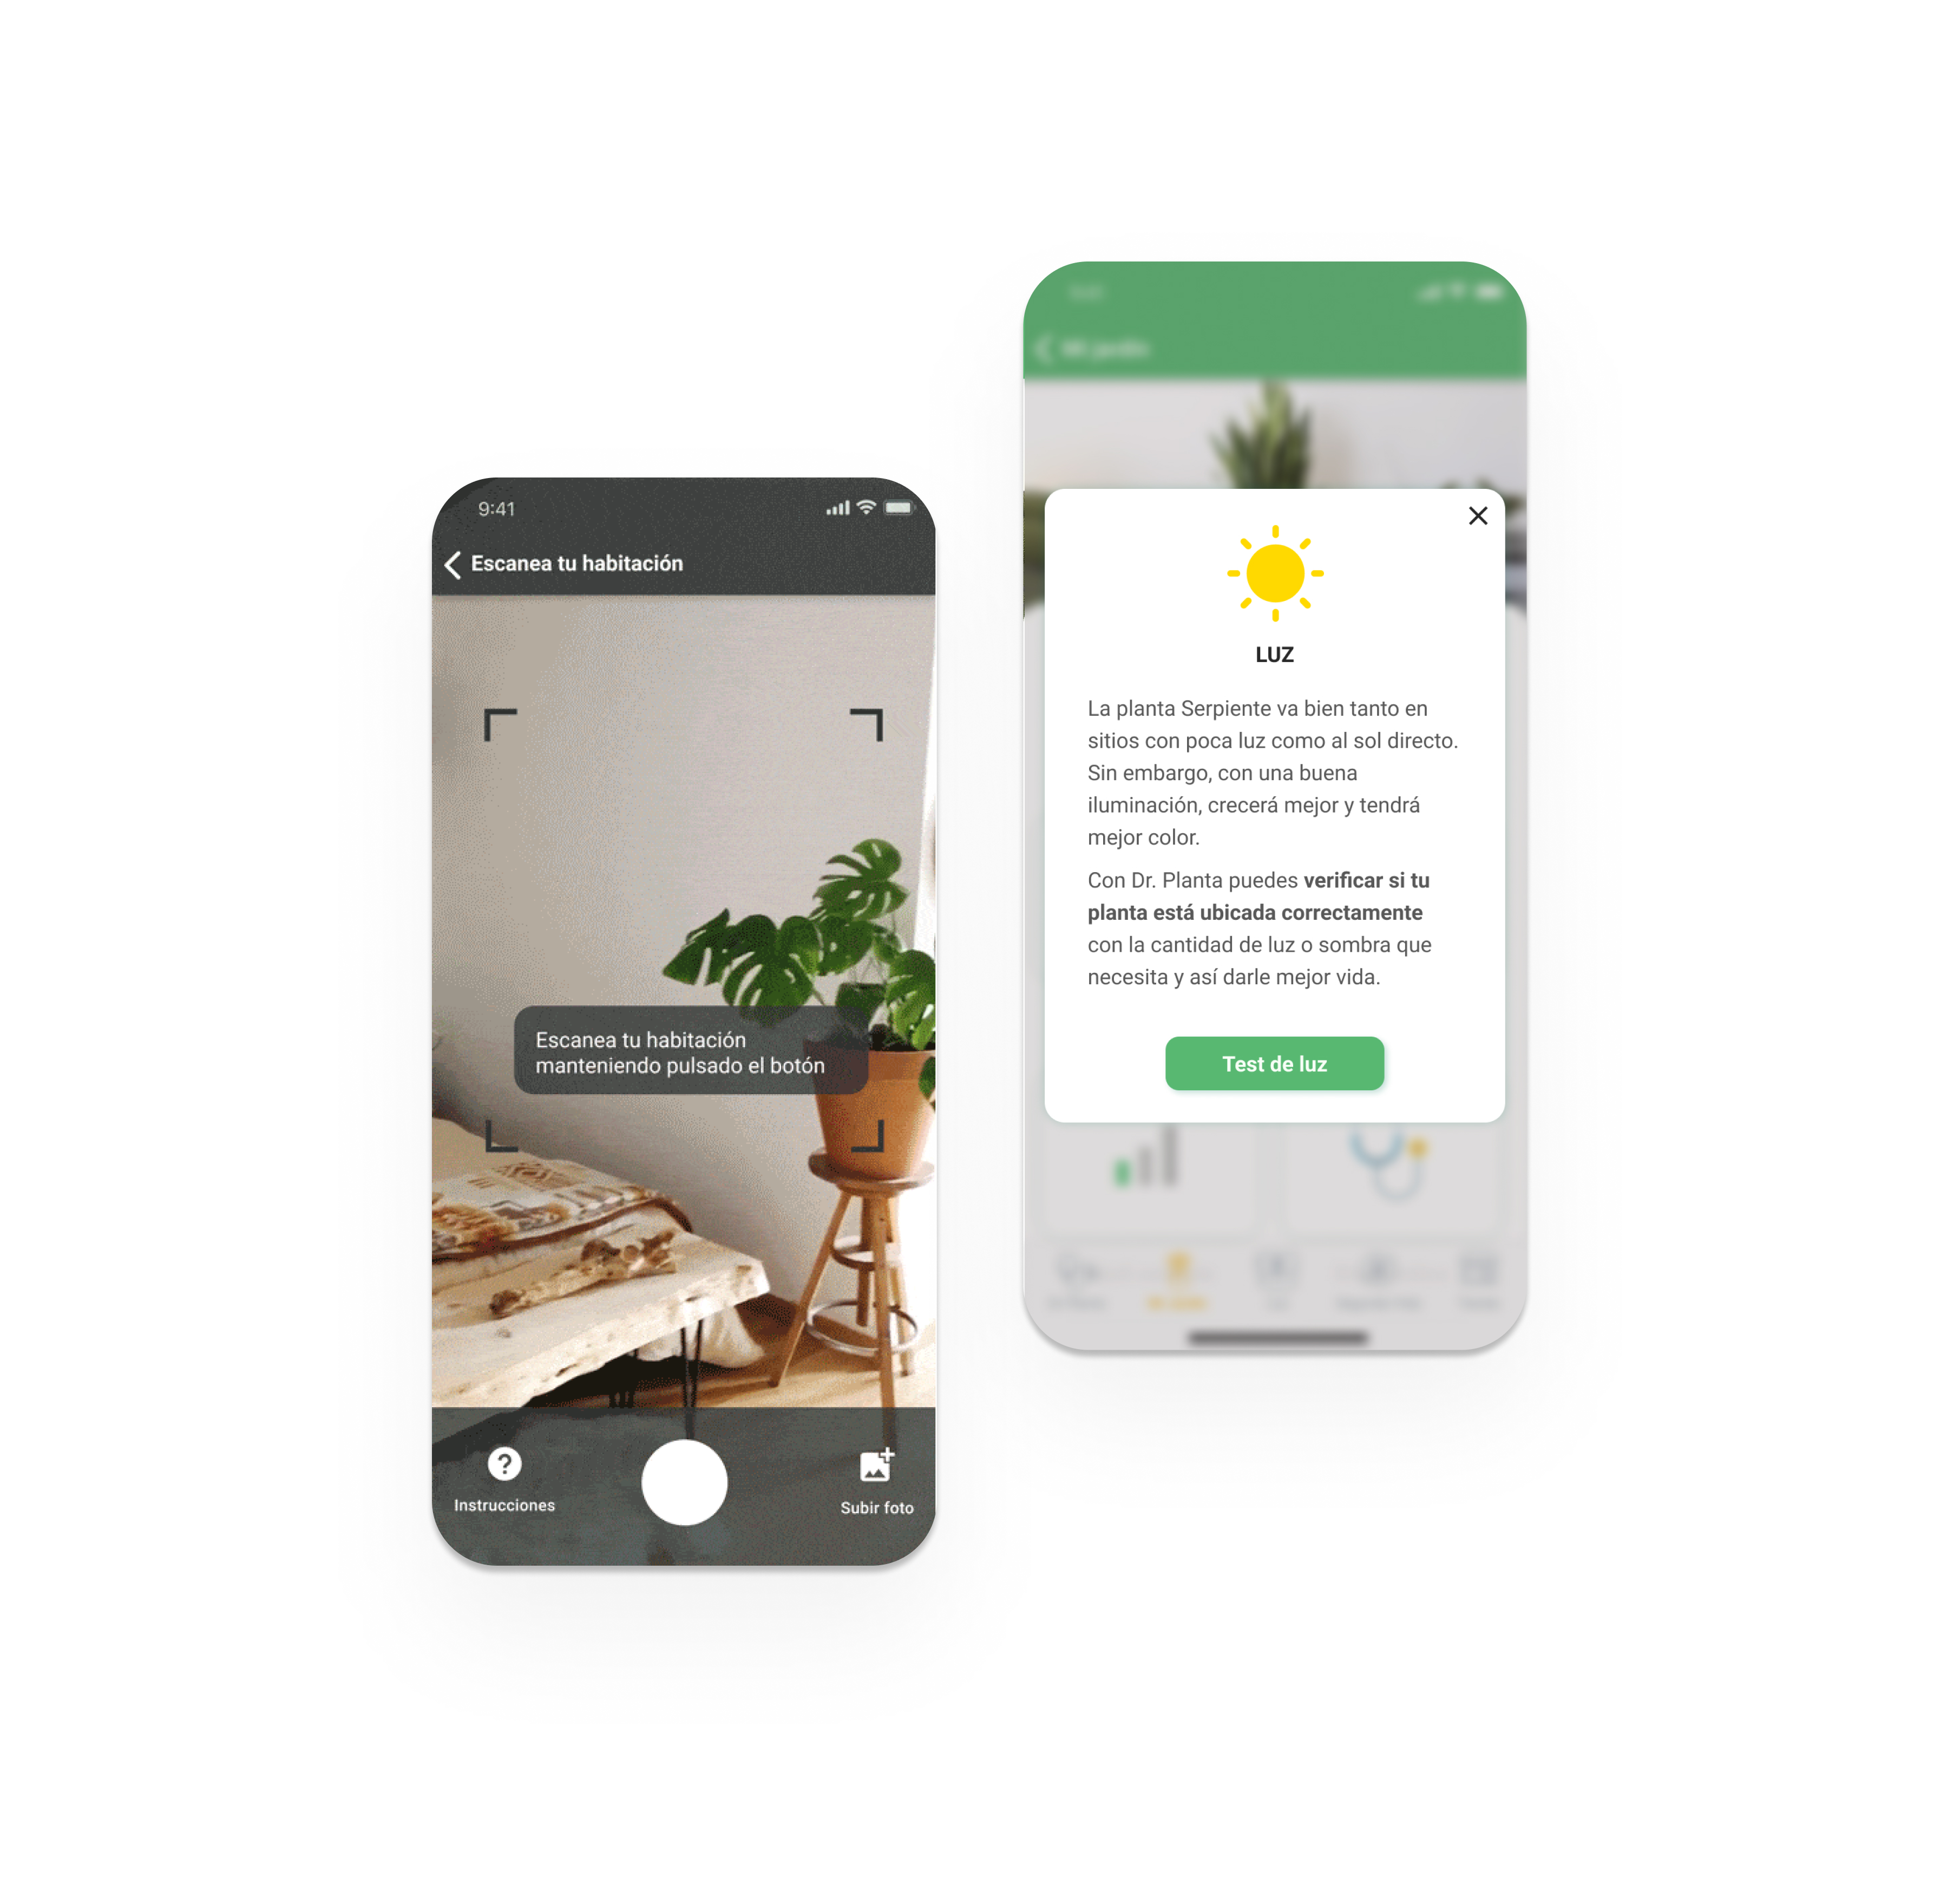 9:41
Escanea tu habitación
Escanea tu habitación
manteniendo pulsado el botón
Instrucciones
Subir foto
Mi jardín
LUZ
La planta Serpiente va bien tanto en
sitios con poca luz como al sol directo.
Sin embargo, con una buena
iluminación, crecerá mejor y tendrá
mejor color.
Con Dr. Planta puedes verificar si tu
planta está ubicada correctamente
con la cantidad de luz o sombra que
necesita y así darle mejor vida.
Test de luz